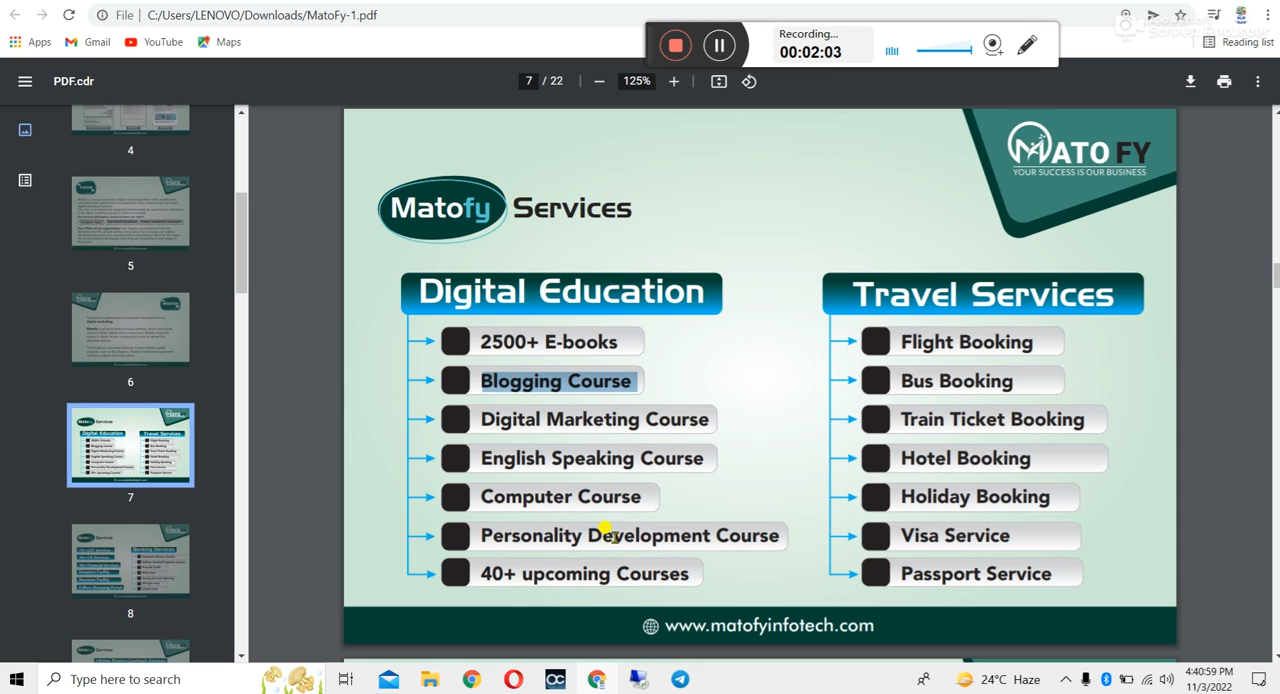 File
C:/Users/LENOVO/Downloads/MatoFy-1.pdf
Apps
Gmail
YouTube
Maps
Recording...
00:02:03
Screen Recorder
Reading list
PDF.cdr
7 / 22
125%
4
5
6
7
8
MATO FY
YOUR SUCCESS IS OUR BUSINESS
Matofy Services
Digital Education
2500+ E-books
Blogging Course
Digital Marketing Course
English Speaking Course
Computer Course
Personality Development Course
40+ upcoming Courses
Travel Services
Flight Booking
Bus Booking
Train Ticket Booking
Hotel Booking
Holiday Booking
Visa Service
Passport Service
www.matofyinfotech.com
Type here to search
24°C Haze
4:40:59 PM
11/3/2022